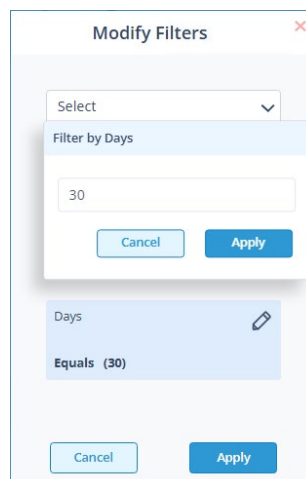 Modify Filters
Select
Filter by Days
30
Cancel Apply
Days
Equals (30)
Cancel Apply